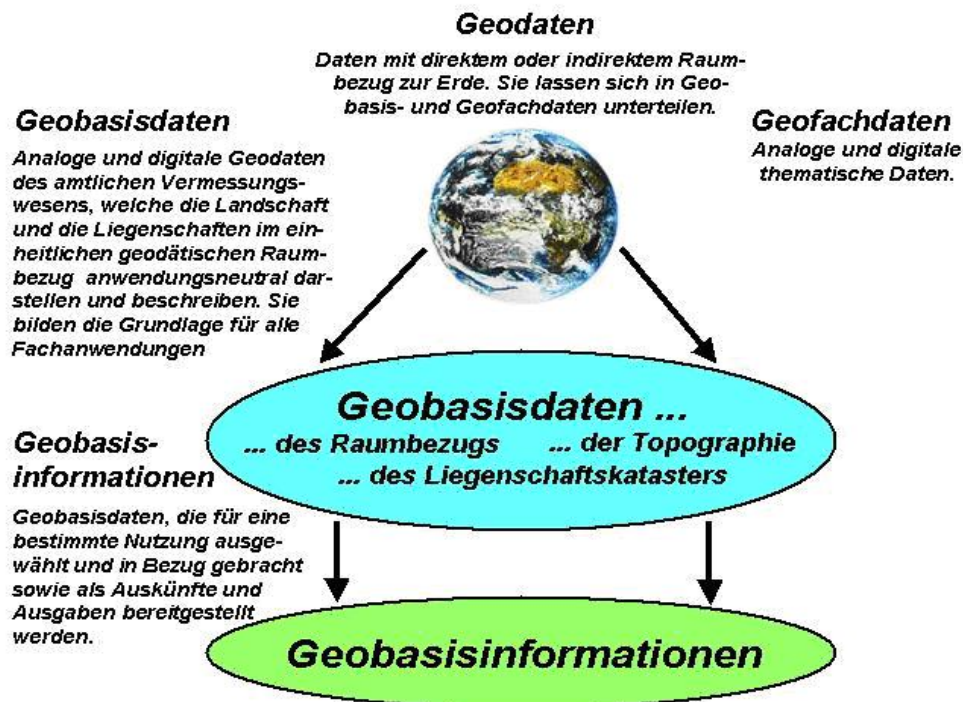 Geodaten
Daten mit direktem oder indirektem Raum-
bezug zur Erde. Sie lassen sich in Geo-
basis- und Geofachdaten unterteilen.
Geobasisdaten
Analoge und digitale Geodaten
des amtlichen Vermessungs-
wesens, welche die Landschaft
und die Liegenschaften im ein-
heitlichen geodätischen Raum-
bezug anwendungsneutral dar-
stellen und beschreiben. Sie
bilden die Grundlage für alle
Fachanwendungen
Geofachdaten
Analoge und digitale
thematische Daten.
Geobasisdaten ...
... des Raumbezugs ... der Topographie
... des Liegenschaftskatasters
Geobasis-
informationen
Geobasisdaten, die für eine
bestimmte Nutzung ausge-
wählt und in Bezug gebracht
sowie als Auskünfte und
Ausgaben bereitgestellt
werden.
Geobasisinformationen